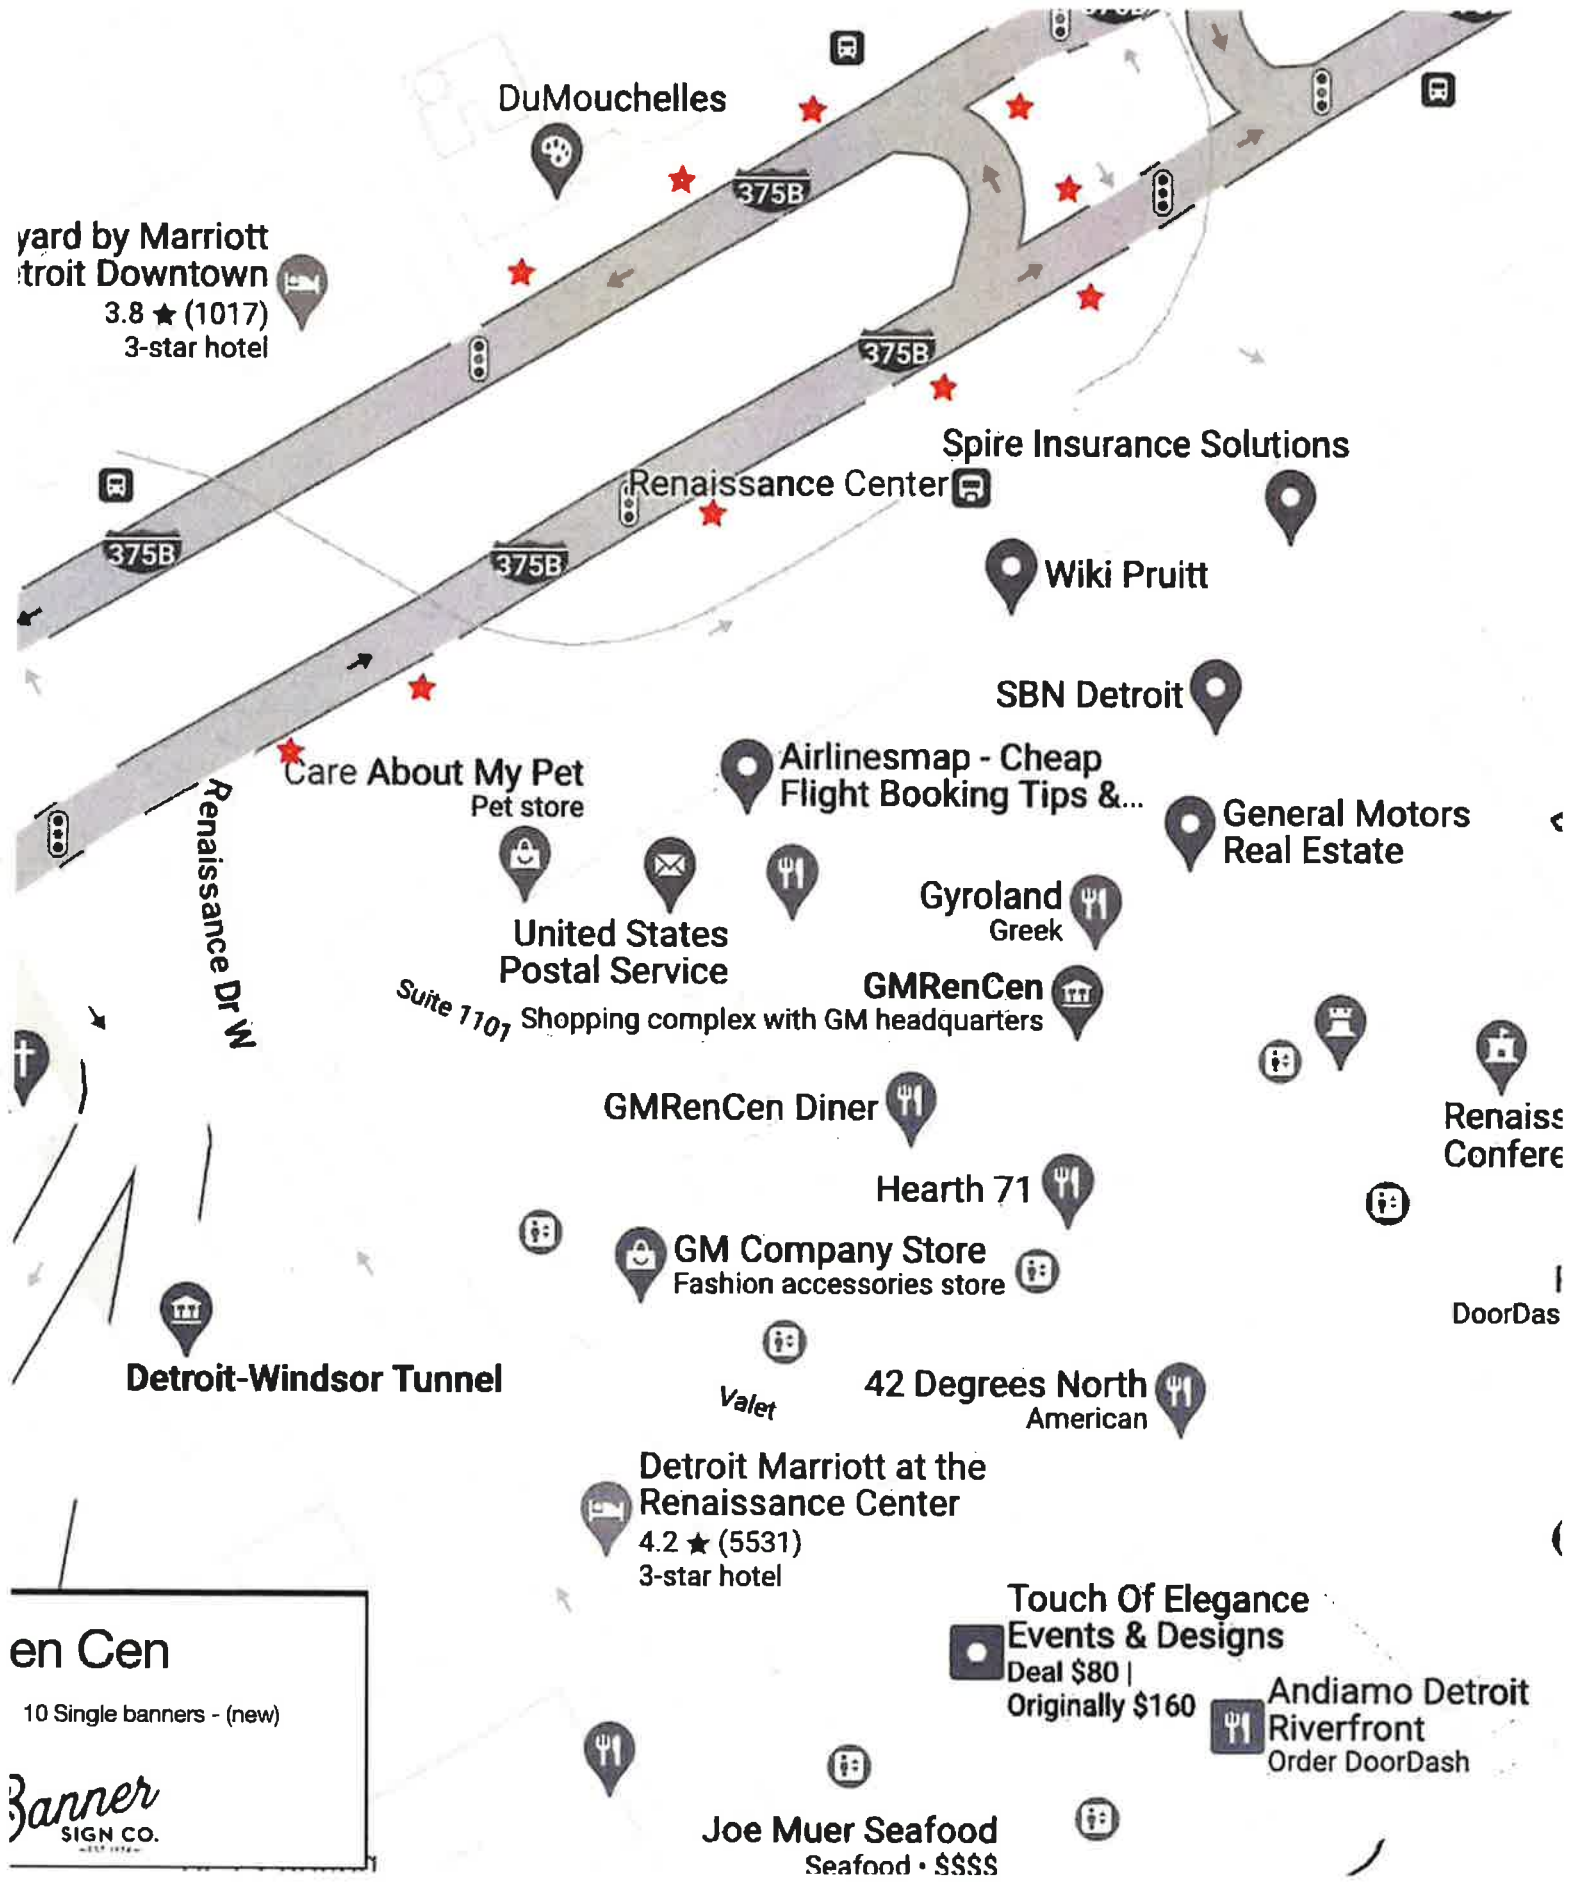 375B
DuMouchelles
375B
yard by Marriott
troit Downtown
3.8 ★ (1017)
3-star hotel
375B
Spire Insurance Solutions
Renaissance Center
375B
375B
Wiki Pruitt
SBN Detroit
Care About My Pet
Pet store
Airlinesmap - Cheap
Flight Booking Tips &...
General Motors
Real Estate
Renaissance Dr W
Gyroland
Greek
United States
Postal Service
GMRenCen
Shopping complex with GM headquarters
Suite 1101
GMRenCen Diner
Renaiss
Confere
Hearth 71
GM Company Store
Fashion accessories store
DoorDas
Detroit-Windsor Tunnel
42 Degrees North
American
Valet
Detroit Marriott at the
Renaissance Center
4.2 ★ (5531)
3-star hotel
Touch Of Elegance
Events & Designs
Deal $80 |
Originally $160
Andiamo Detroit
Riverfront
Order DoorDash
en Cen
10 Single banners - (new)
Banner
SIGN CO.
Joe Muer Seafood
Seafood • $$$$